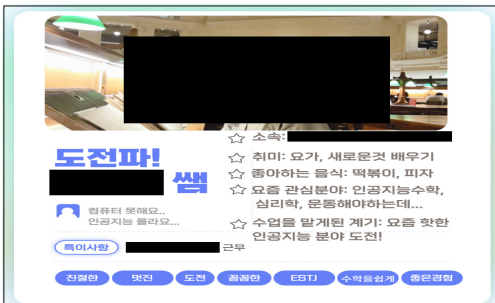 도전파!
쌤
컴퓨터 못해요..
인공지능 몰라요...
특이사항
근무
☆ 소속:
☆ 취미: 요가, 새로운것 배우기
☆ 좋아하는 음식: 떡볶이, 피자
☆ 요즘 관심분야: 인공지능수학,
심리학, 운동해야하는데...
☆ 수업을 맡게된 계기: 요즘 핫한
인공지능 분야 도전!
친절한 멋진 도전 꼼꼼한 ESTJ 수학을쉽게 좋은경험